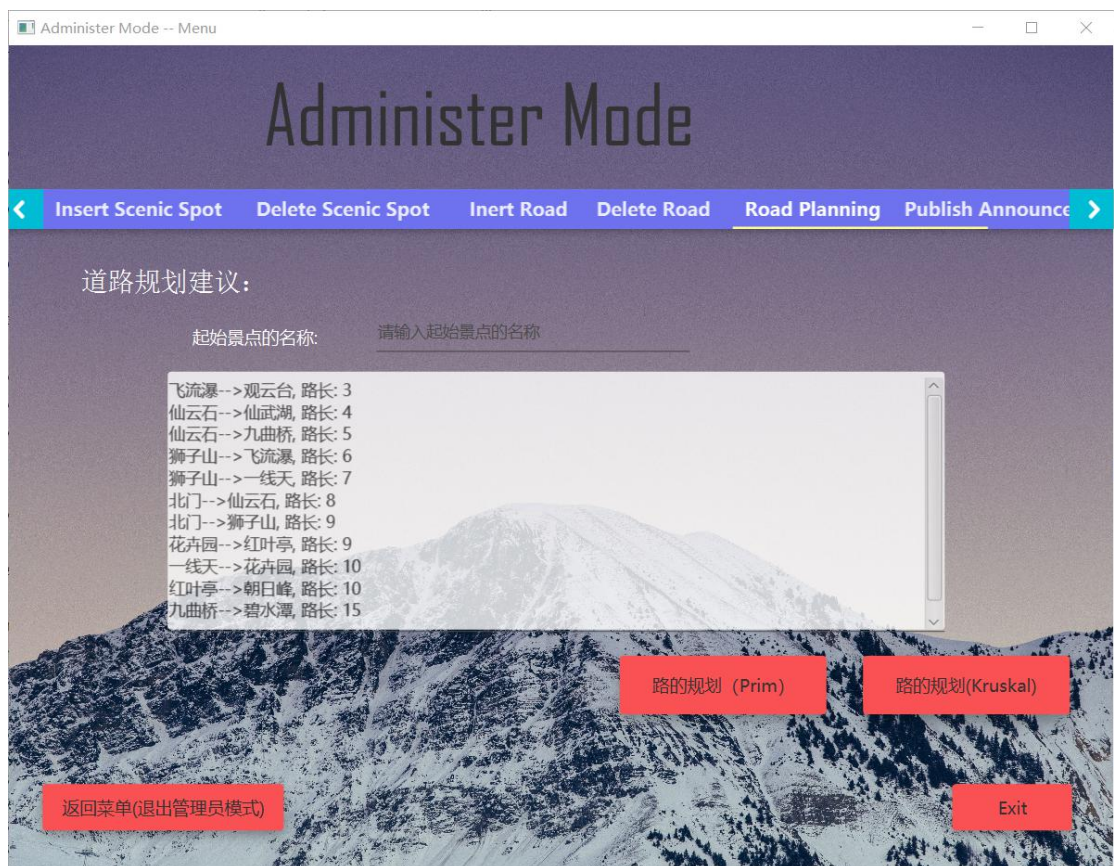 Administer Mode -- Menu
Administer Mode
Insert Scenic Spot Delete Scenic Spot Inert Road Delete Road Road Planning Publish Announce
道路规划建议：
起始景点的名称: 请输入起始景点的名称
飞流瀑-->观云台, 路长: 3
仙云石-->仙武湖, 路长: 4
仙云石-->九曲桥, 路长: 5
狮子山-->飞流瀑, 路长: 6
狮子山-->一线天, 路长: 7
北门-->仙云石, 路长: 8
北门-->狮子山, 路长: 9
花卉园-->红叶亭, 路长: 9
一线天-->花卉园, 路长: 10
红叶亭-->朝日峰, 路长: 10
九曲桥-->碧水潭, 路长: 15
路的规划（Prim） 路的规划(Kruskal)
返回菜单(退出管理员模式) Exit